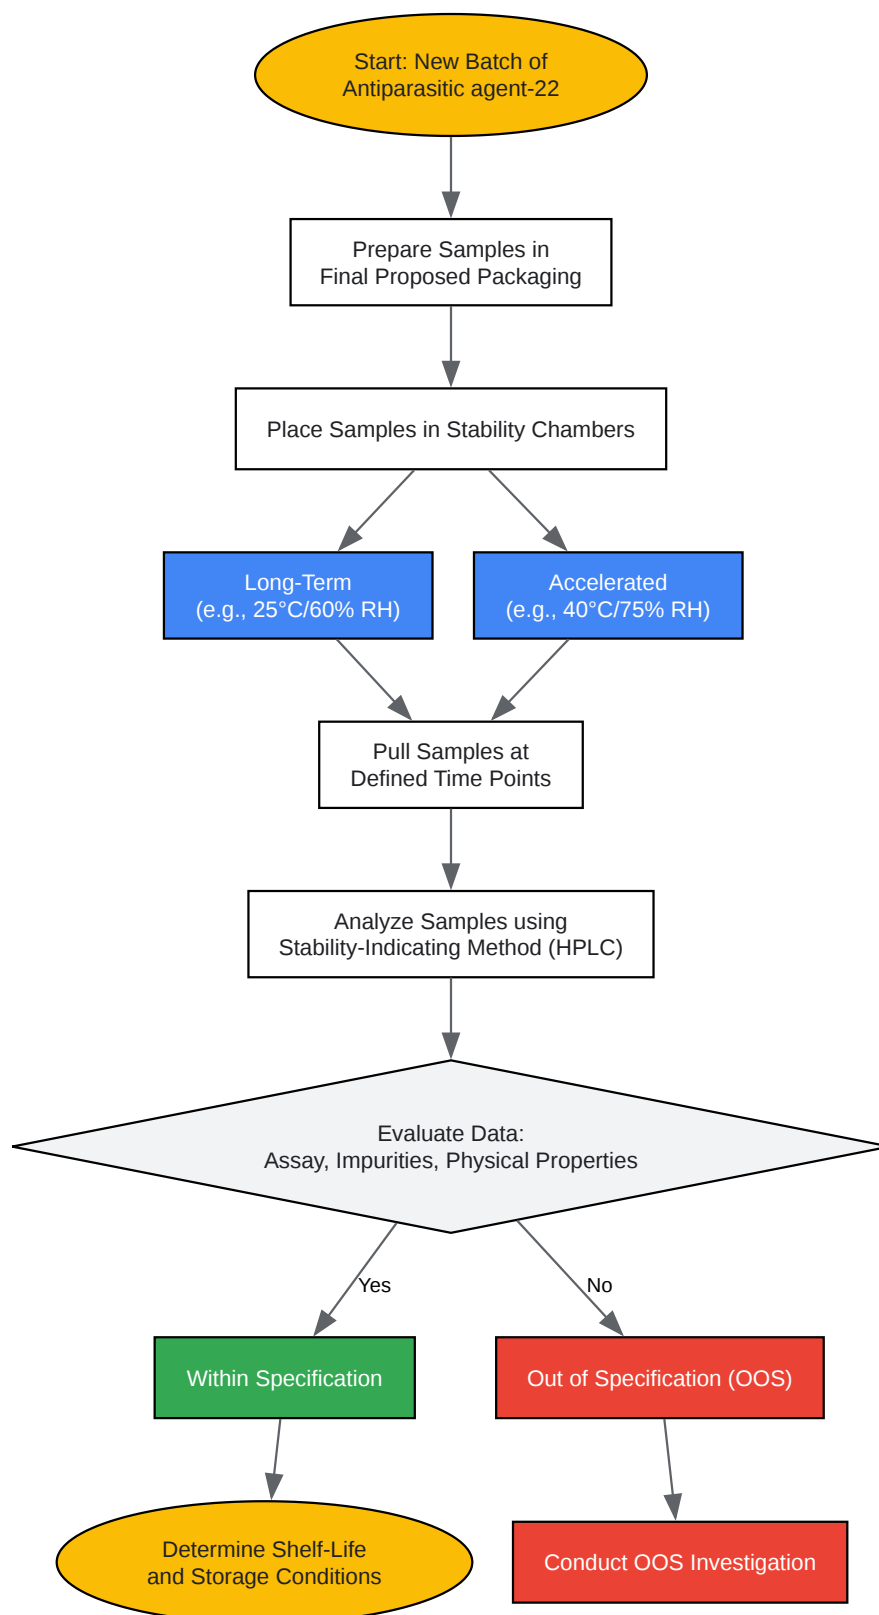 Start: New Batch of
Antiparasitic agent-22
Prepare Samples in
Final Proposed Packaging
Place Samples in Stability Chambers
Long-Term
(e.g., 25°C/60% RH)
Accelerated
(e.g., 40°C/75% RH)
Pull Samples at
Defined Time Points
Analyze Samples using
Stability-Indicating Method (HPLC)
Evaluate Data:
Assay, Impurities, Physical Properties
Yes
No
Within Specification
Out of Specification (OOS)
Determine Shelf-Life
and Storage Conditions
Conduct OOS Investigation